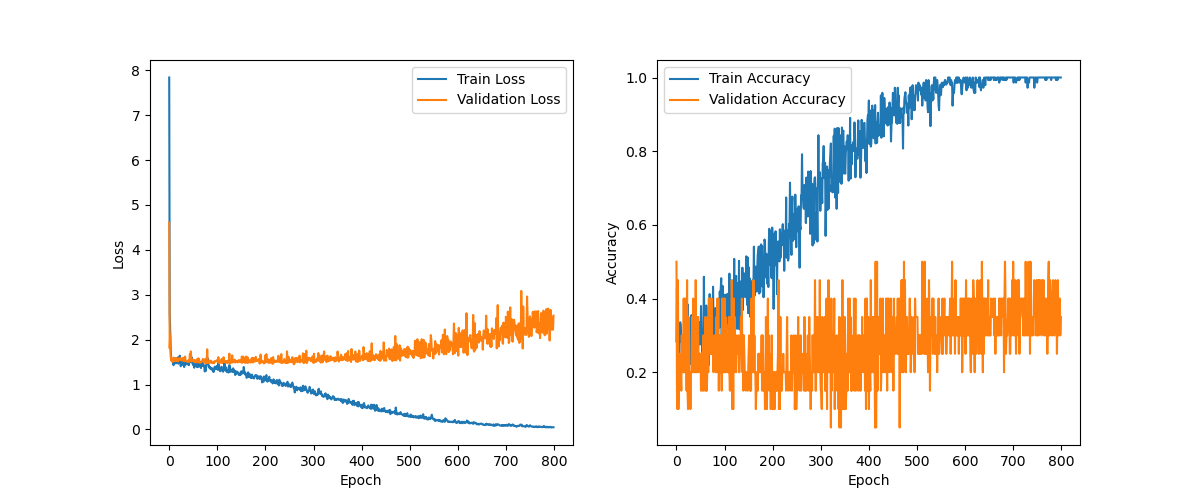 8
7
6
5
4
3
2
1
0
Loss
0 100 200 300 400 500 600 700 800
Epoch
Train Loss
Validation Loss
1.0
0.8
0.6
0.4
0.2
Accuracy
0 100 200 300 400 500 600 700 800
Epoch
Train Accuracy
Validation Accuracy